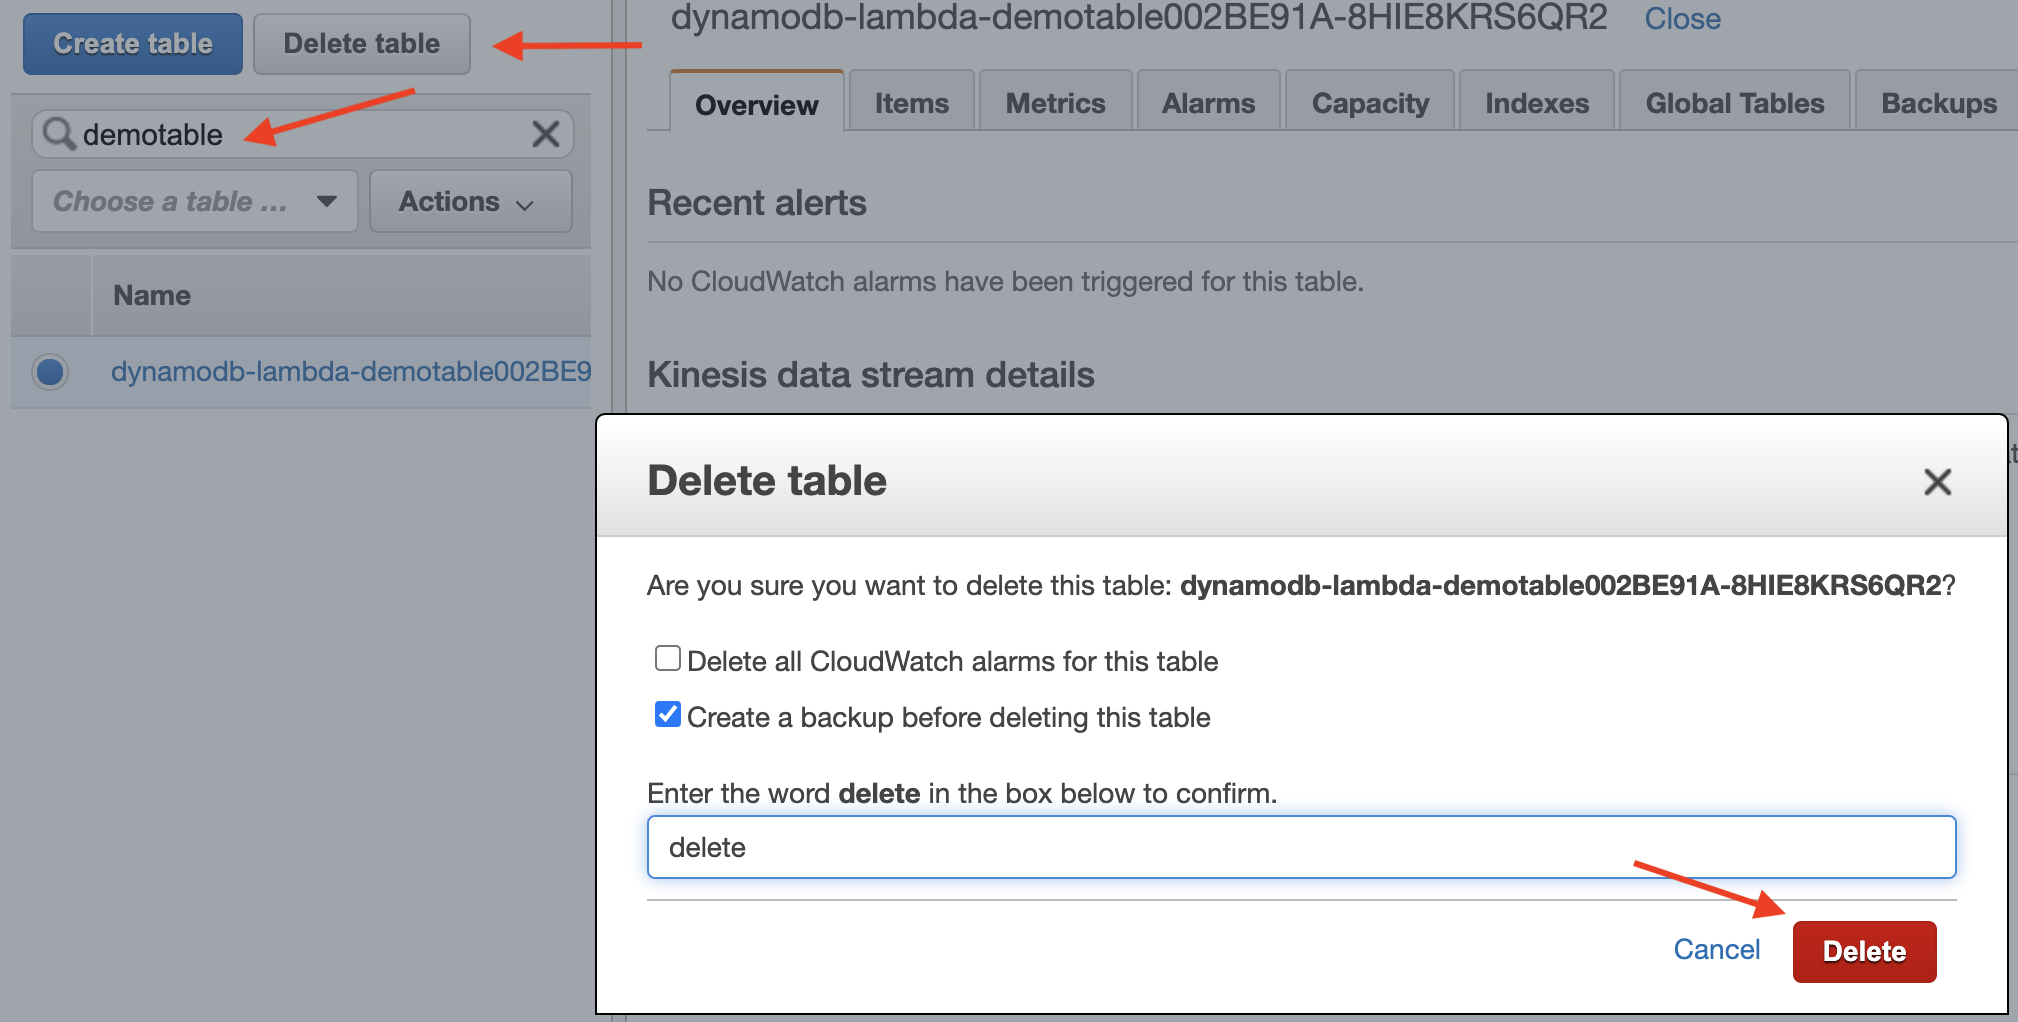 Create table Delete table
demotable
Choose a table ... Actions
Name
dynamodb-lambda-demotable002BE9
dynamodb-lambda-demotable002BE91A-8HIE8KRS6QR2 Close
Overview Items Metrics Alarms Capacity Indexes Global Tables Backups
Recent alerts
No CloudWatch alarms have been triggered for this table.
Kinesis data stream details
Delete table
Are you sure you want to delete this table: dynamodb-lambda-demotable002BE91A-8HIE8KRS6QR2?
Delete all CloudWatch alarms for this table
Create a backup before deleting this table
Enter the word delete in the box below to confirm.
delete
Cancel Delete